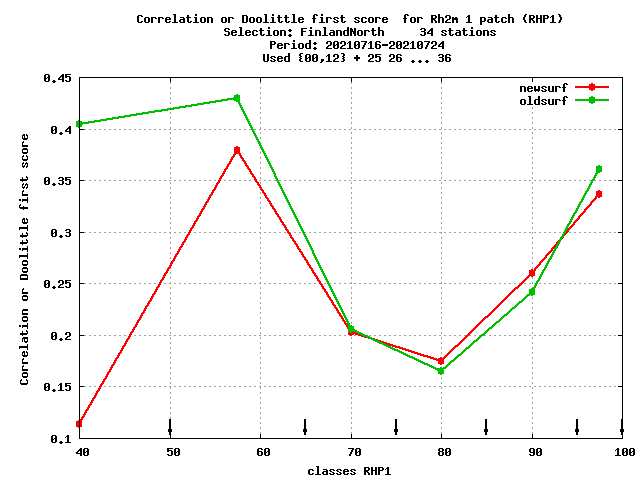 Correlation or Doolittle first score  for Rh2m 1 patch (RHP1)
Selection: FinlandNorth     34 stations
Period: 20210716-20210724
Used {00,12} + 25 26 ... 36
newsurf
oldsurf
Correlation or Doolittle first score
0.45
0.4
0.35
0.3
0.25
0.2
0.15
0.1
40 50 60 70 80 90 100
classes RHP1